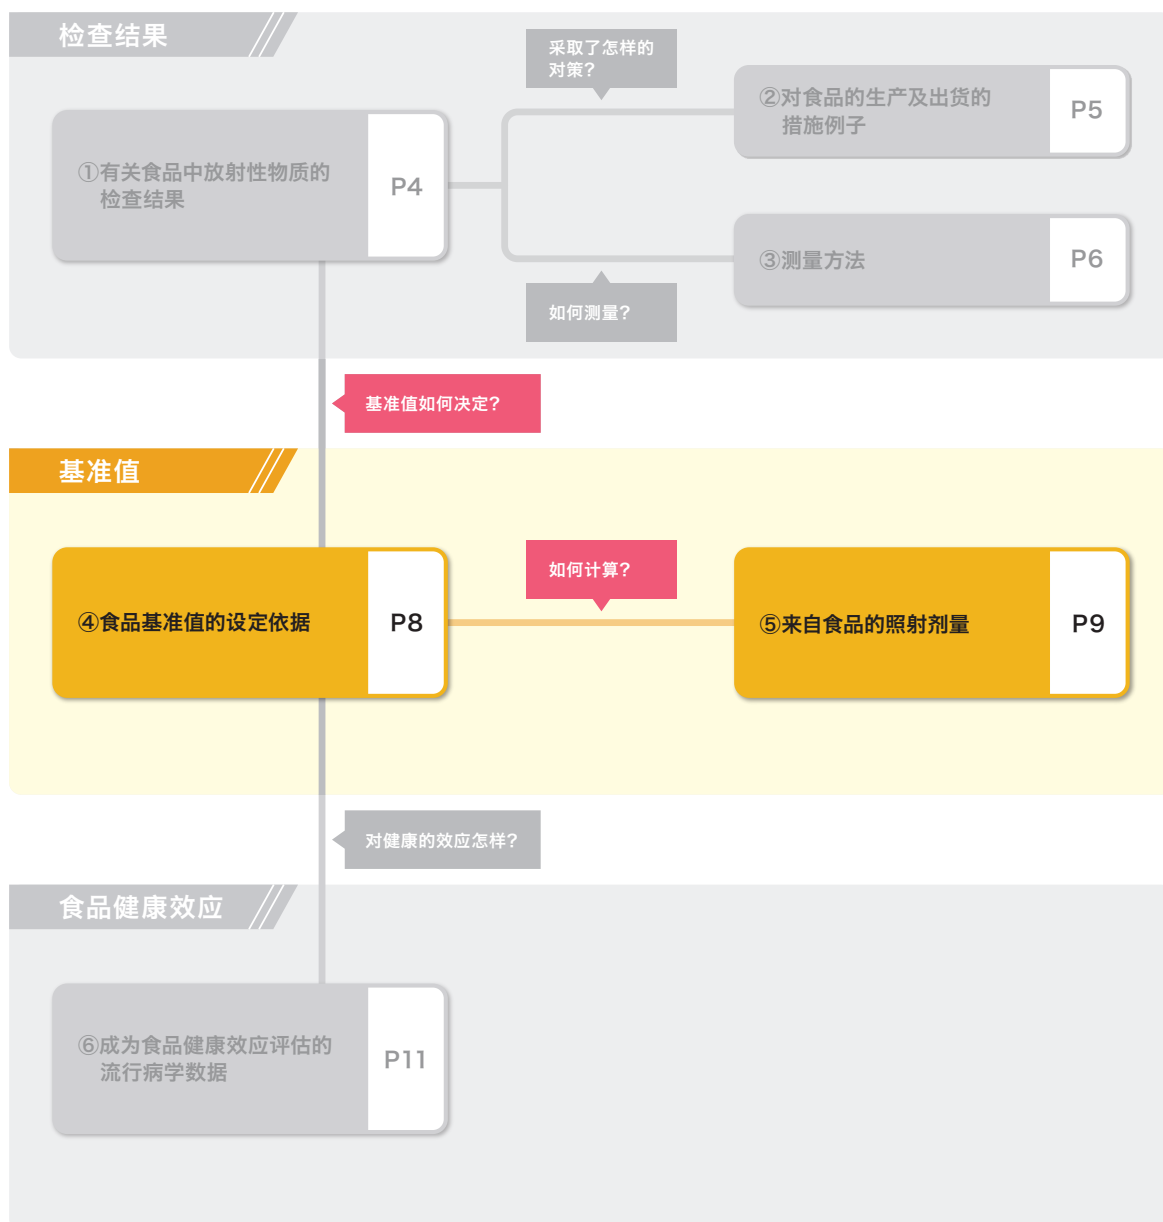 检查结果
采取了怎样的
对策?
①有关食品中放射性物质的
检查结果
P4
②对食品的生产及出货的
措施例子
P5
③测量方法
P6
如何测量?
基准值如何决定?
基准值
④食品基准值的设定依据
P8
如何计算?
⑤来自食品的照射剂量
P9
对健康的效应怎样?
食品健康效应
⑥成为食品健康效应评估的
流行病学数据
P11